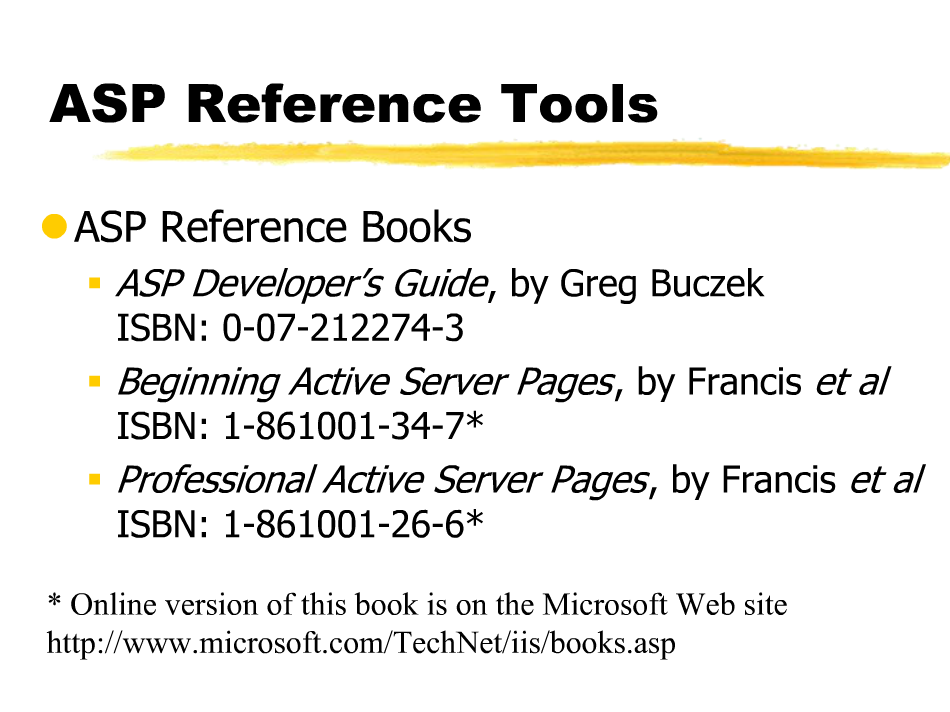 ASP Reference Tools
ASP Reference Books
ASP Developer’s Guide, by Greg Buczek
ISBN: 0-07-212274-3
Beginning Active Server Pages, by Francis et al
ISBN: 1-861001-34-7*
Professional Active Server Pages, by Francis et al
ISBN: 1-861001-26-6*
* Online version of this book is on the Microsoft Web site
http://www.microsoft.com/TechNet/iis/books.asp